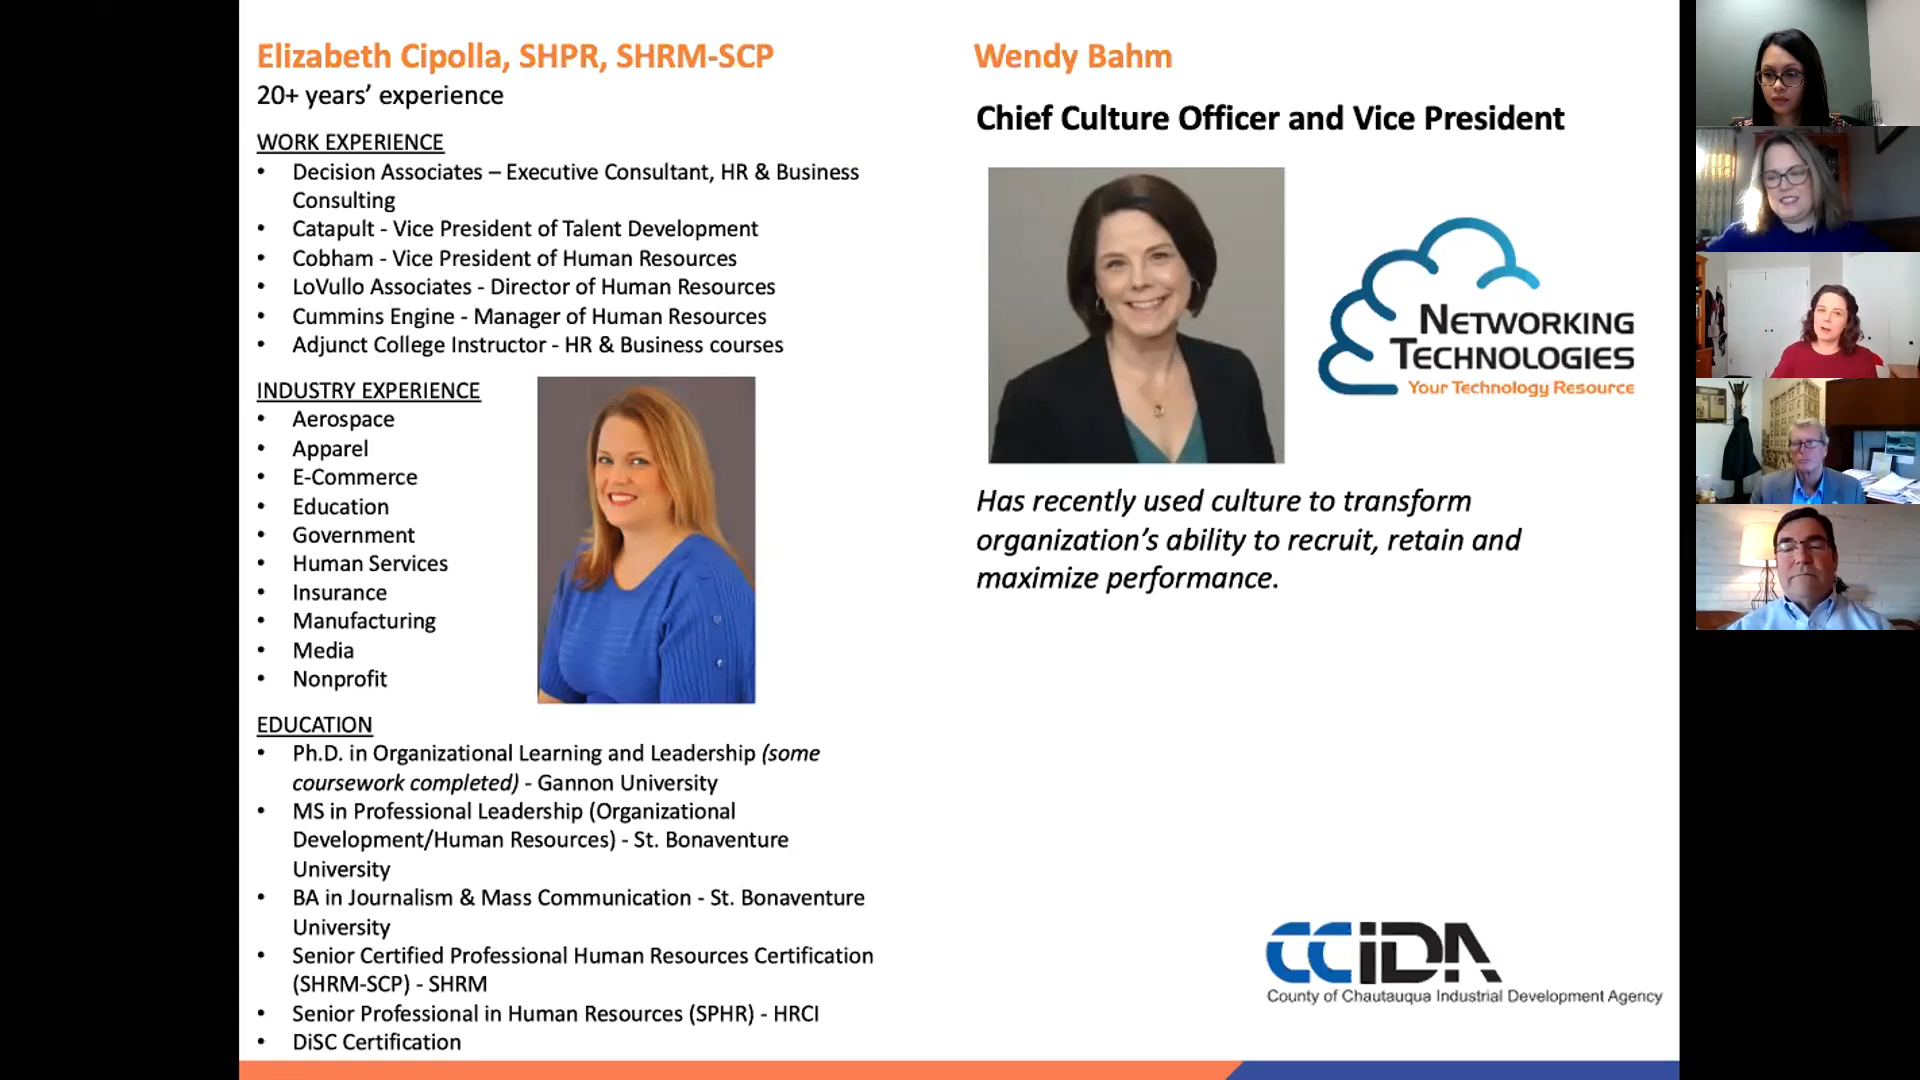 Elizabeth Cipolla, SHPR, SHRM-SCP
20+ years’ experience
WORK EXPERIENCE
• Decision Associates – Executive Consultant, HR & Business
Consulting
• Catapult - Vice President of Talent Development
• Cobham - Vice President of Human Resources
• LoVullo Associates - Director of Human Resources
• Cummins Engine - Manager of Human Resources
• Adjunct College Instructor - HR & Business courses
INDUSTRY EXPERIENCE
• Aerospace
• Apparel
• E-Commerce
• Education
• Government
• Human Services
• Insurance
• Manufacturing
• Media
• Nonprofit
EDUCATION
• Ph.D. in Organizational Learning and Leadership (some
coursework completed) - Gannon University
• MS in Professional Leadership (Organizational
Development/Human Resources) - St. Bonaventure
University
• BA in Journalism & Mass Communication - St. Bonaventure
University
• Senior Certified Professional Human Resources Certification
(SHRM-SCP) - SHRM
• Senior Professional in Human Resources (SPHR) - HRCI
• DiSC Certification
Wendy Bahm
Chief Culture Officer and Vice President
NETWORKING
TECHNOLOGIES
Your Technology Resource
Has recently used culture to transform
organization’s ability to recruit, retain and
maximize performance.
CCIDA
County of Chautauqua Industrial Development Agency